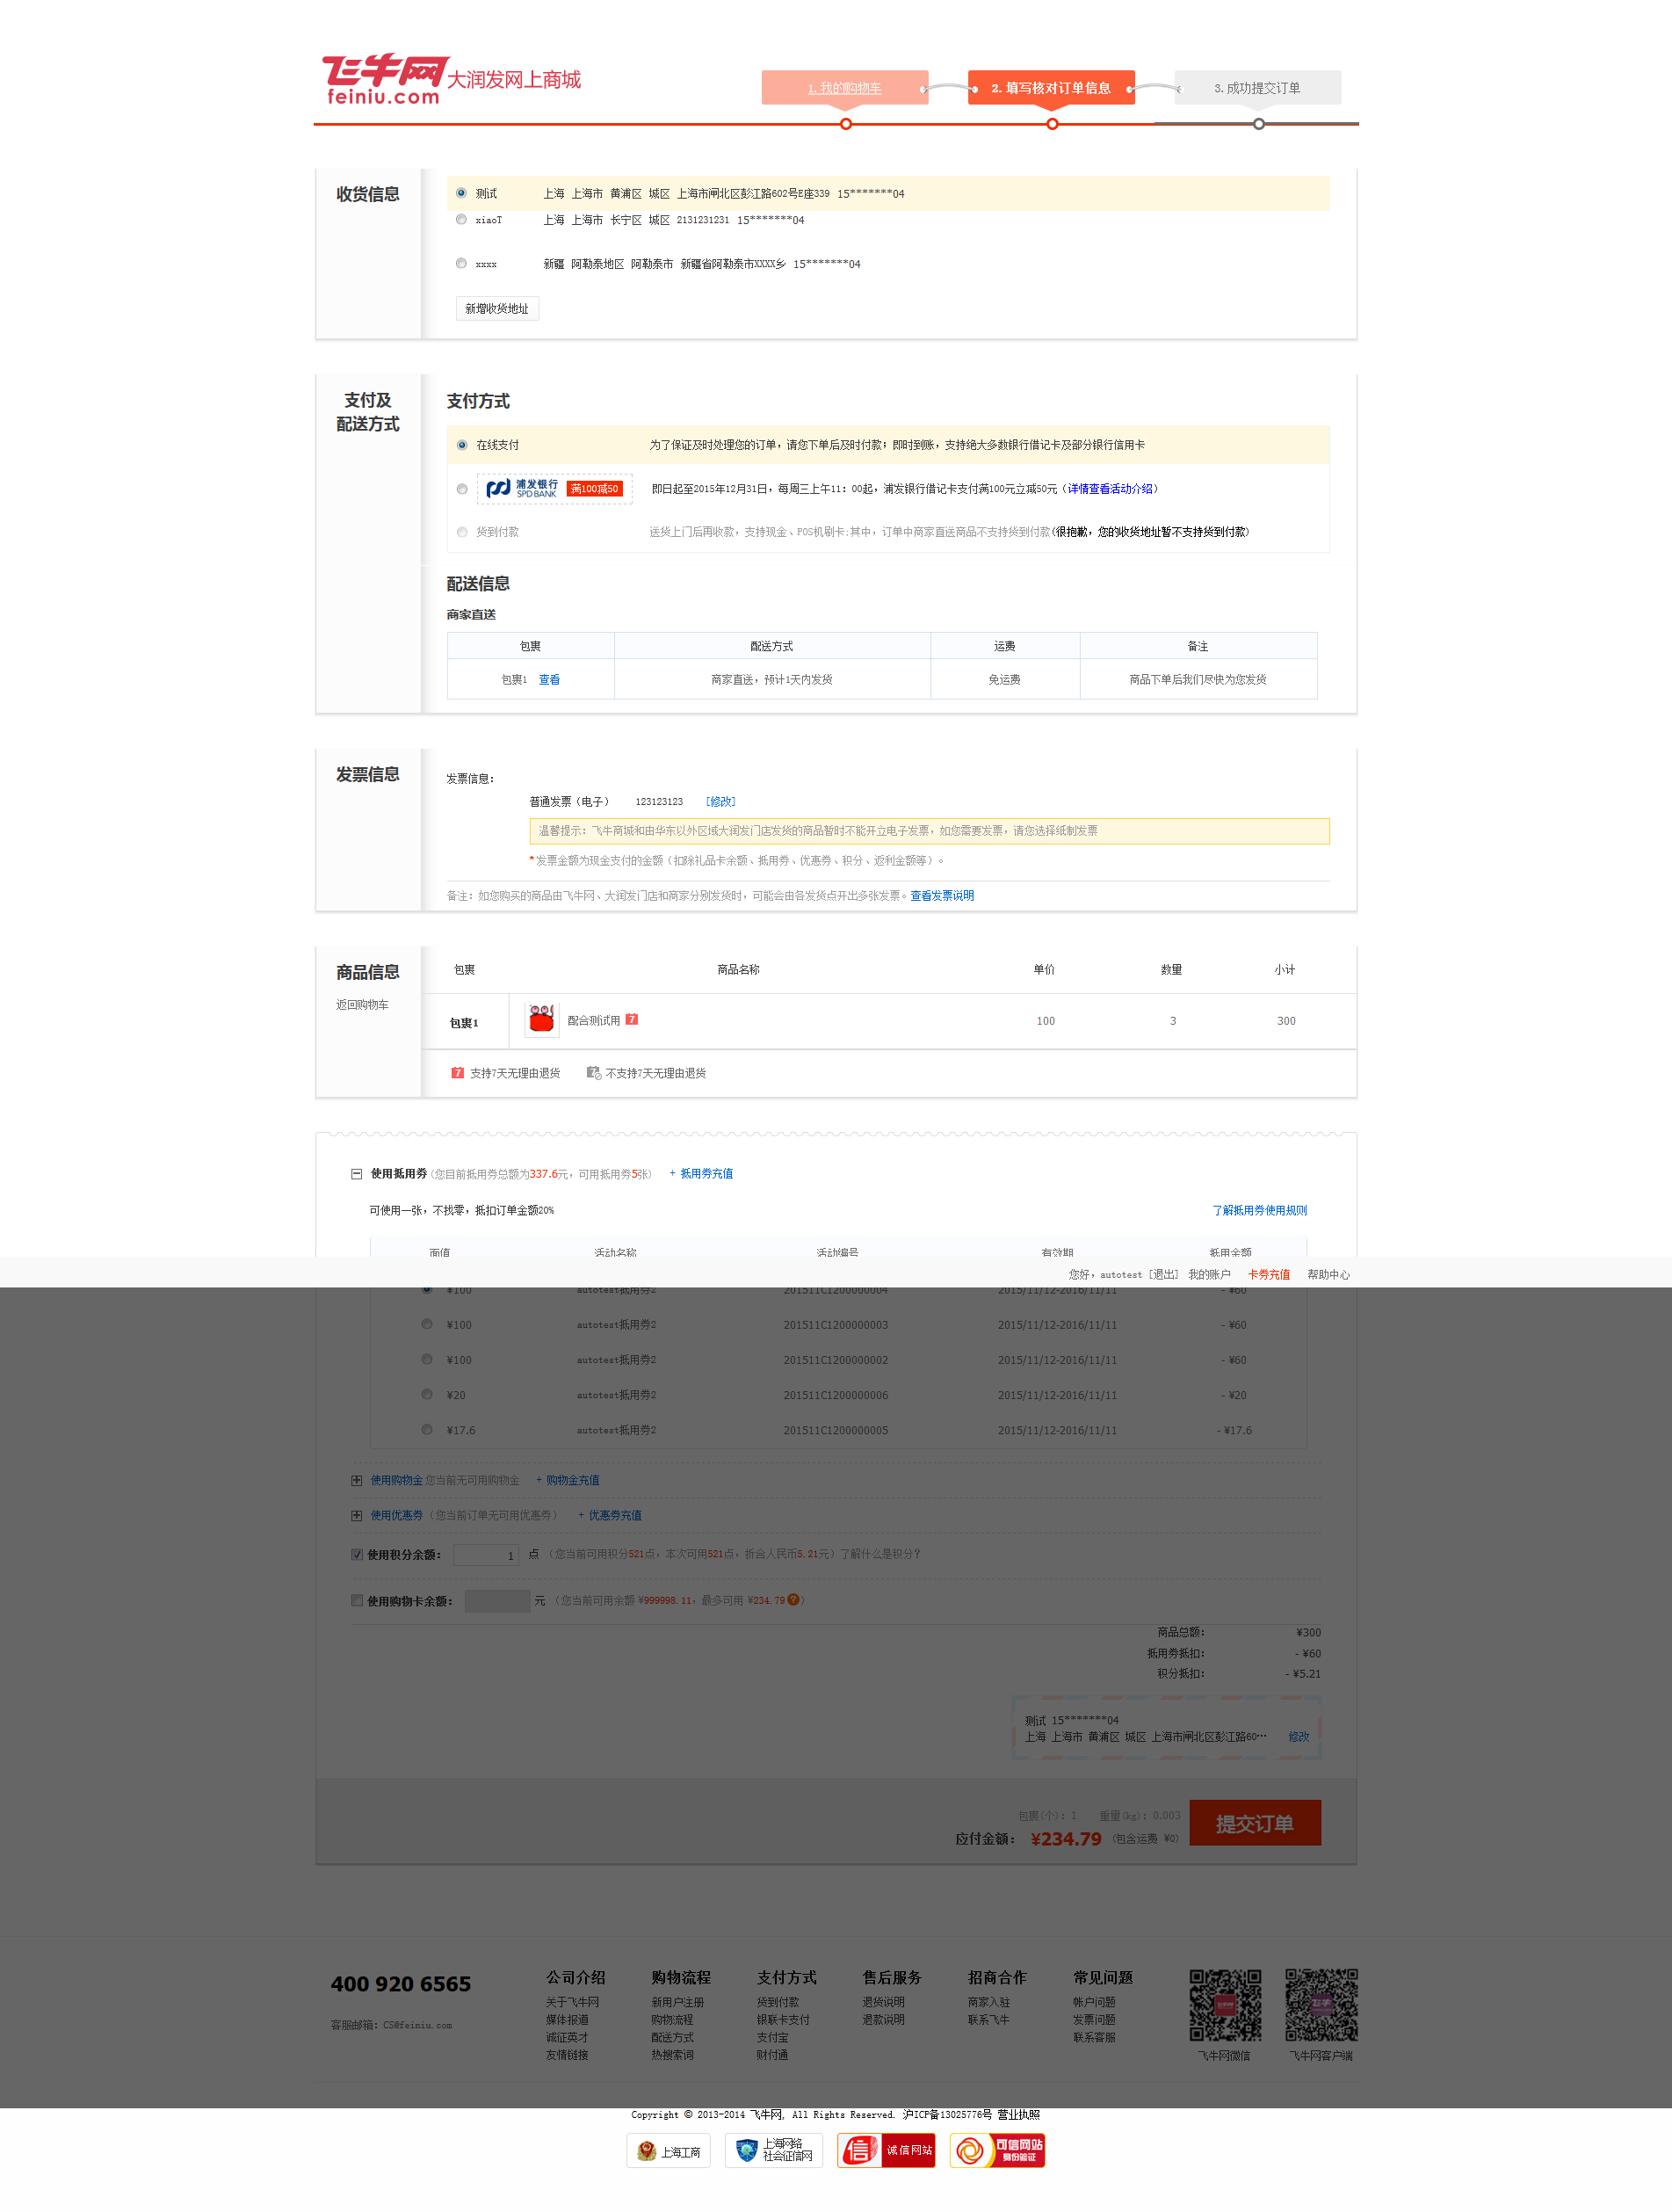 飞牛网 大润发网上商城
feiniu.com
1. 我的购物车 2. 填写核对订单信息 3. 成功提交订单
收货信息
测试 上海 上海市 黄浦区 城区 上海市闸北区彭江路602号E座339 15*******04
xiaoT 上海 上海市 长宁区 城区 2131231231 15*******04
xxxx 新疆 阿勒泰地区 阿勒泰市 新疆省阿勒泰市XXXX乡 15*******04
新增收货地址
支付及
配送方式
支付方式
在线支付 为了保证及时处理您的订单，请您下单后及时付款；即时到账，支持绝大多数银行借记卡及部分银行信用卡
浦发银行 SPD BANK 满100减50 即日起至2015年12月31日，每周三上午11：00起，浦发银行借记卡支付满100元立减50元（详情查看活动介绍）
货到付款 送货上门后再收款，支持现金、POS机刷卡;其中，订单中商家直送商品不支持货到付款(很抱歉，您的收货地址暂不支持货到付款)
配送信息
商家直送
包裹 配送方式 运费 备注
包裹1 查看 商家直送，预计1天内发货 免运费 商品下单后我们尽快为您发货
发票信息
发票信息：
普通发票（电子） 123123123 [修改]
温馨提示：飞牛商城和由华东以外区域大润发门店发货的商品暂时不能开立电子发票，如您需要发票，请您选择纸制发票
* 发票金额为现金支付的金额（扣除礼品卡余额、抵用券、优惠券、积分、返利金额等）。
备注：如您购买的商品由飞牛网、大润发门店和商家分别发货时，可能会由各发货点开出多张发票。查看发票说明
商品信息
返回购物车
包裹 商品名称 单价 数量 小计
包裹1 配合测试用 7 100 3 300
7 支持7天无理由退货 7 不支持7天无理由退货
使用抵用券 (您目前抵用券总额为337.6元，可用抵用券5张) + 抵用券充值
可使用一张，不找零，抵扣订单金额20% 了解抵用券使用规则
面值 活动名称 活动编号 有效期 抵用金额
您好，autotest [退出] 我的账户 卡券充值 帮助中心
¥100 autotest抵用券2 201511C1200000004 2015/11/12-2016/11/11 - ¥60
¥100 autotest抵用券2 201511C1200000003 2015/11/12-2016/11/11 - ¥60
¥100 autotest抵用券2 201511C1200000002 2015/11/12-2016/11/11 - ¥60
¥20 autotest抵用券2 201511C1200000006 2015/11/12-2016/11/11 - ¥20
¥17.6 autotest抵用券2 201511C1200000005 2015/11/12-2016/11/11 - ¥17.6
使用购物金 您当前无可用购物金 + 购物金充值
使用优惠券（您当前订单无可用优惠券） + 优惠券充值
使用积分余额： 1 点 （您当前可用积分521点，本次可用521点，折合人民币5.21元）了解什么是积分？
使用购物卡余额： 元 （您当前可用余额 ¥999998.11，最多可用 ¥234.79 ?）
商品总额： ¥300
抵用券抵扣： - ¥60
积分抵扣： - ¥5.21
测试 15*******04
上海 上海市 黄浦区 城区 上海市闸北区彭江路60… 修改
包裹(个)：1 重量(kg)：0.003
应付金额： ¥234.79 (包含运费 ¥0)
提交订单
400 920 6565
客服邮箱：CS@feiniu.com
公司介绍
关于飞牛网
媒体报道
诚征英才
友情链接
购物流程
新用户注册
购物流程
配送方式
热搜索词
支付方式
货到付款
银联卡支付
支付宝
财付通
售后服务
退货说明
退款说明
招商合作
商家入驻
联系飞牛
常见问题
帐户问题
发票问题
联系客服
飞牛网微信
飞牛网客户端
Copyright © 2013-2014 飞牛网, All Rights Reserved. 沪ICP备13025776号 营业执照
上海工商
上海网络
社会征信网
信 诚信网站
可信网站
身份验证